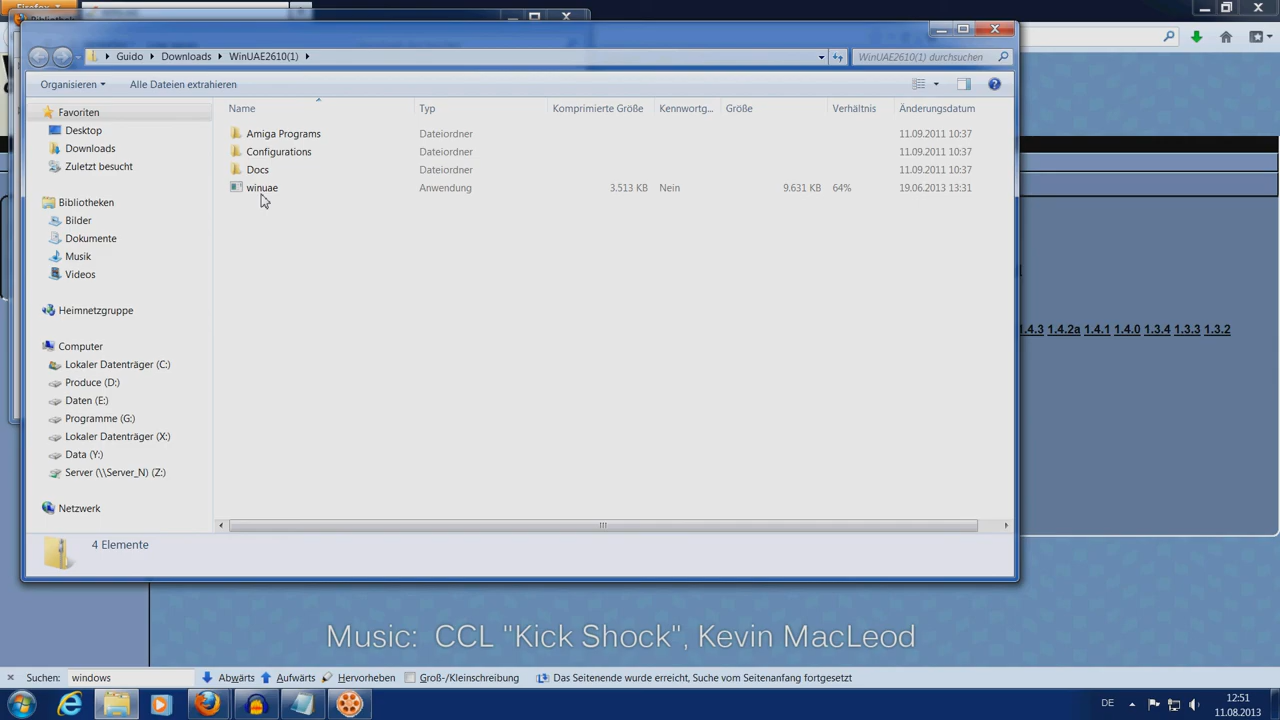 Firefox
Bibliothek
Guido Downloads WinUAE2610(1)
WinUAE2610(1) durchsuchen
Organisieren Alle Dateien extrahieren
Name Typ Komprimierte Größe Kennwortg... Größe Verhältnis Änderungsdatum
Amiga Programs Dateiordner 11.09.2011 10:37
Configurations Dateiordner 11.09.2011 10:37
Docs Dateiordner 11.09.2011 10:37
winuae Anwendung 3.513 KB Nein 9.631 KB 64% 19.06.2013 13:31
Favoriten
Desktop
Downloads
Zuletzt besucht
Bibliotheken
Bilder
Dokumente
Musik
Videos
Heimnetzgruppe
Computer
Lokaler Datenträger (C:)
Produce (D:)
Daten (E:)
Programme (G:)
Lokaler Datenträger (X:)
Data (Y:)
Server (\\Server_N) (Z:)
Netzwerk
4 Elemente
1.4.3 1.4.2a 1.4.1 1.4.0 1.3.4 1.3.3 1.3.2
Music: CCL "Kick Shock", Kevin MacLeod
Suchen: windows Abwärts Aufwärts Hervorheben Groß-/Kleinschreibung Das Seitenende wurde erreicht, Suche vom Seitenanfang fortgesetzt
DE
12:51
11.08.2013